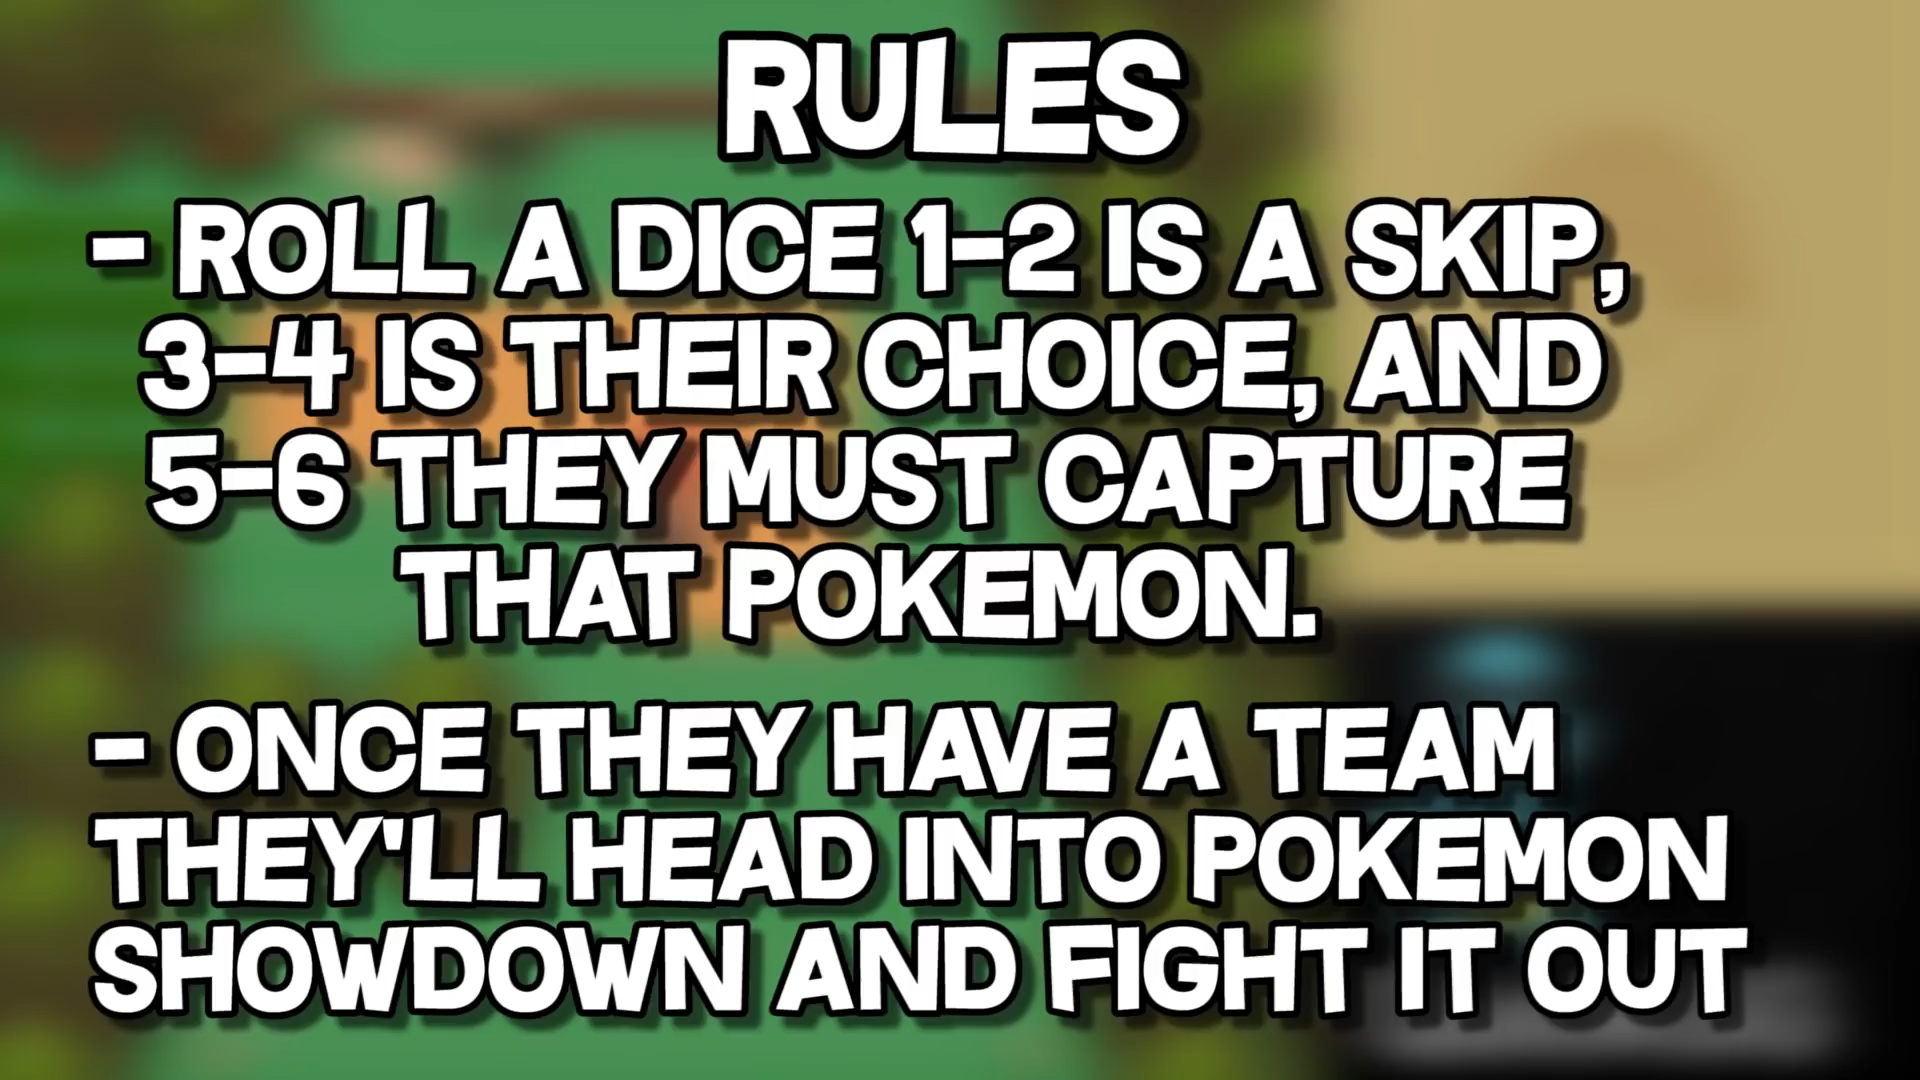 RULES
- ROLL A DICE 1-2 IS A SKIP,
3-4 IS THEIR CHOICE, AND
5-6 THEY MUST CAPTURE
THAT POKEMON.
- ONCE THEY HAVE A TEAM
THEY'LL HEAD INTO POKEMON
SHOWDOWN AND FIGHT IT OUT